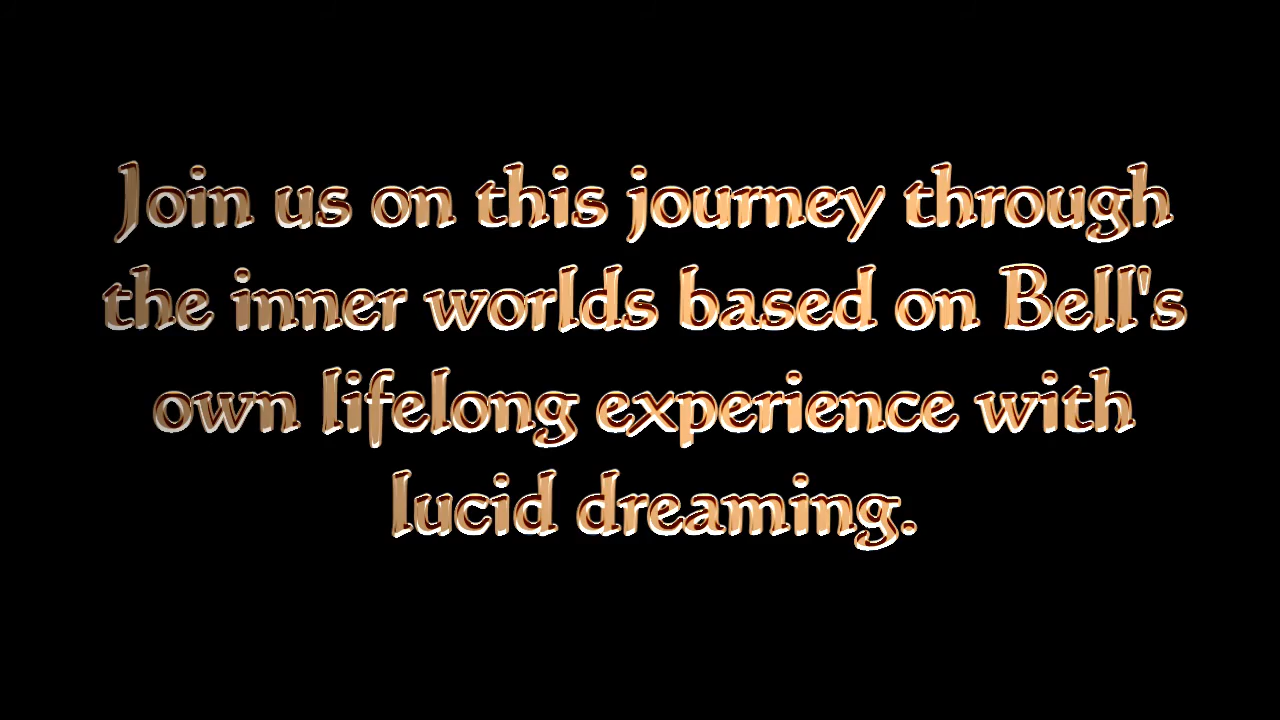 Join us on this journey through
the inner worlds based on Bell's
own lifelong experience with
lucid dreaming.